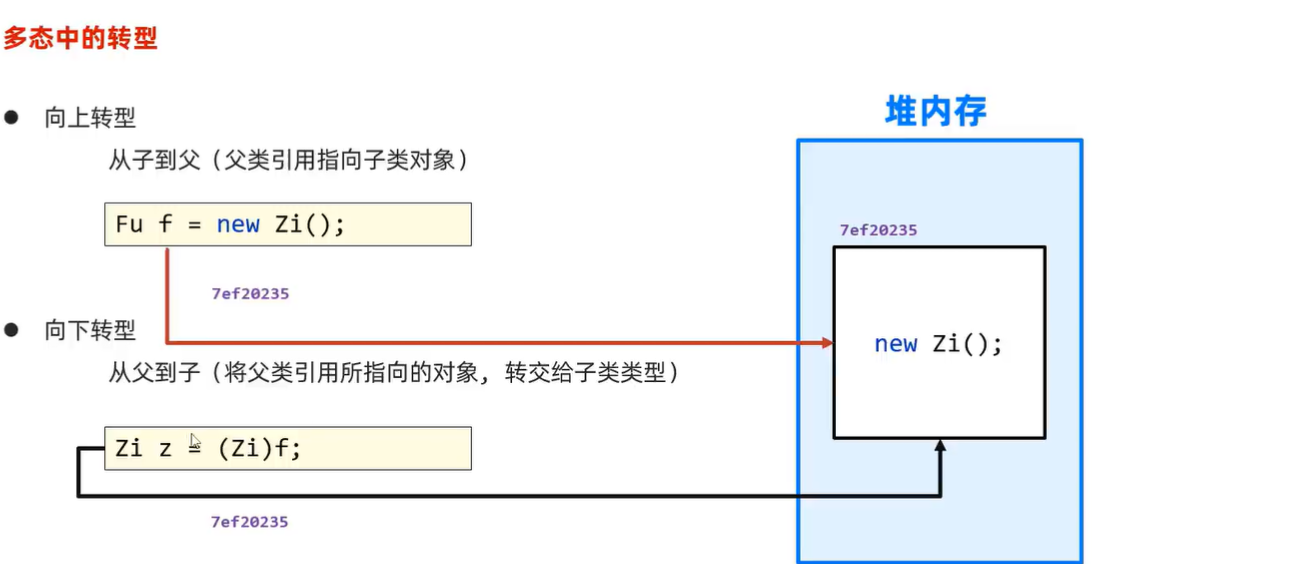 多态中的转型
● 向上转型
从子到父（父类引用指向子类对象）
Fu f = new Zi();
7ef20235
● 向下转型
从父到子（将父类引用所指向的对象, 转交给子类类型）
Zi z = (Zi)f;
7ef20235
堆内存
7ef20235
new Zi();